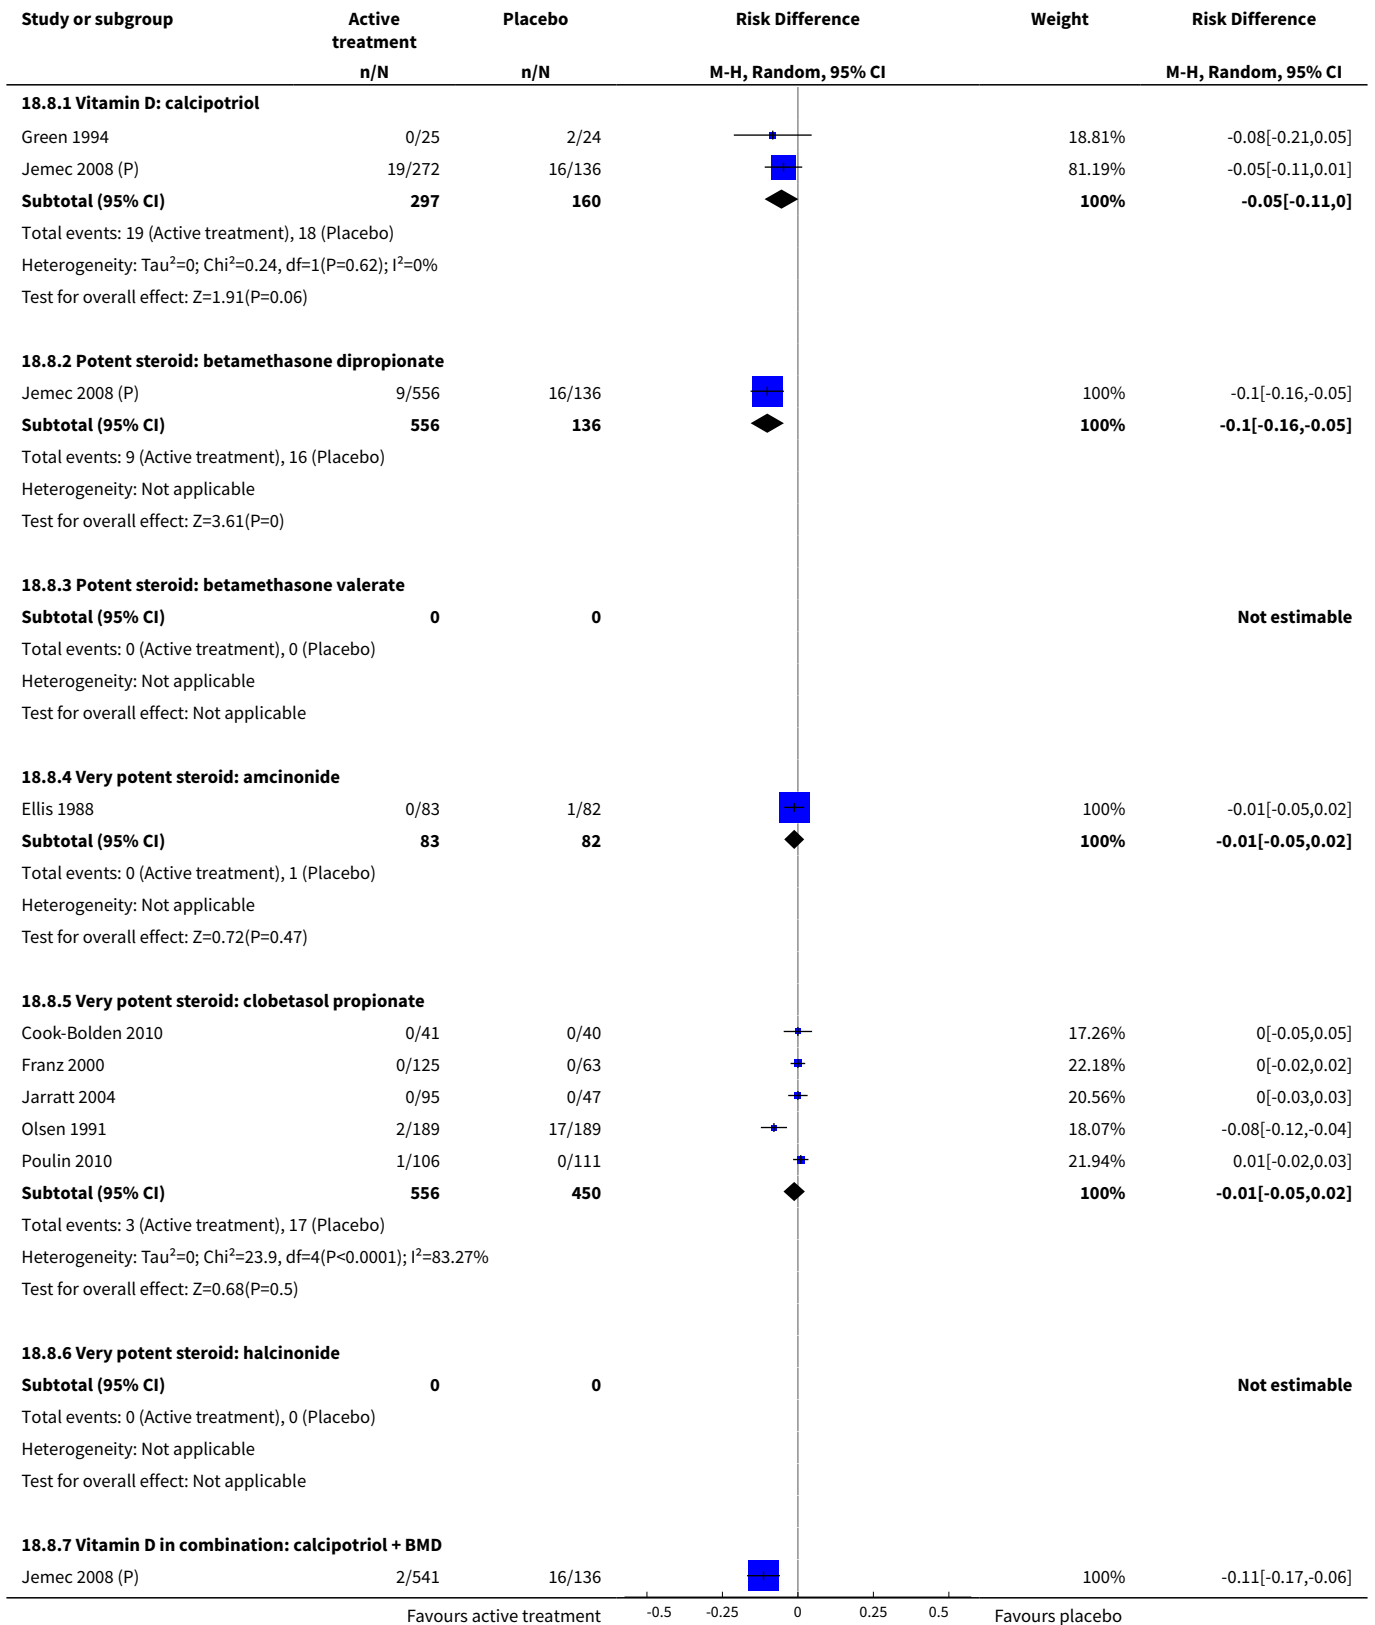 Study or subgroup Active treatment Placebo Risk Difference Weight Risk Difference
n/N n/N M-H, Random, 95% CI M-H, Random, 95% CI
18.8.1 Vitamin D: calcipotriol
Green 1994 0/25 2/24 18.81% -0.08[-0.21,0.05]
Jemec 2008 (P) 19/272 16/136 81.19% -0.05[-0.11,0.01]
Subtotal (95% CI) 297 160 100% -0.05[-0.11,0]
Total events: 19 (Active treatment), 18 (Placebo)
Heterogeneity: Tau²=0; Chi²=0.24, df=1(P=0.62); I²=0%
Test for overall effect: Z=1.91(P=0.06)
18.8.2 Potent steroid: betamethasone dipropionate
Jemec 2008 (P) 9/556 16/136 100% -0.1[-0.16,-0.05]
Subtotal (95% CI) 556 136 100% -0.1[-0.16,-0.05]
Total events: 9 (Active treatment), 16 (Placebo)
Heterogeneity: Not applicable
Test for overall effect: Z=3.61(P=0)
18.8.3 Potent steroid: betamethasone valerate
Subtotal (95% CI) 0 0 Not estimable
Total events: 0 (Active treatment), 0 (Placebo)
Heterogeneity: Not applicable
Test for overall effect: Not applicable
18.8.4 Very potent steroid: amcinonide
Ellis 1988 0/83 1/82 100% -0.01[-0.05,0.02]
Subtotal (95% CI) 83 82 100% -0.01[-0.05,0.02]
Total events: 0 (Active treatment), 1 (Placebo)
Heterogeneity: Not applicable
Test for overall effect: Z=0.72(P=0.47)
18.8.5 Very potent steroid: clobetasol propionate
Cook-Bolden 2010 0/41 0/40 17.26% 0[-0.05,0.05]
Franz 2000 0/125 0/63 22.18% 0[-0.02,0.02]
Jarratt 2004 0/95 0/47 20.56% 0[-0.03,0.03]
Olsen 1991 2/189 17/189 18.07% -0.08[-0.12,-0.04]
Poulin 2010 1/106 0/111 21.94% 0.01[-0.02,0.03]
Subtotal (95% CI) 556 450 100% -0.01[-0.05,0.02]
Total events: 3 (Active treatment), 17 (Placebo)
Heterogeneity: Tau²=0; Chi²=23.9, df=4(P<0.0001); I²=83.27%
Test for overall effect: Z=0.68(P=0.5)
18.8.6 Very potent steroid: halcinonide
Subtotal (95% CI) 0 0 Not estimable
Total events: 0 (Active treatment), 0 (Placebo)
Heterogeneity: Not applicable
Test for overall effect: Not applicable
18.8.7 Vitamin D in combination: calcipotriol + BMD
Jemec 2008 (P) 2/541 16/136 100% -0.11[-0.17,-0.06]
Favours active treatment -0.5 -0.25 0 0.25 0.5 Favours placebo